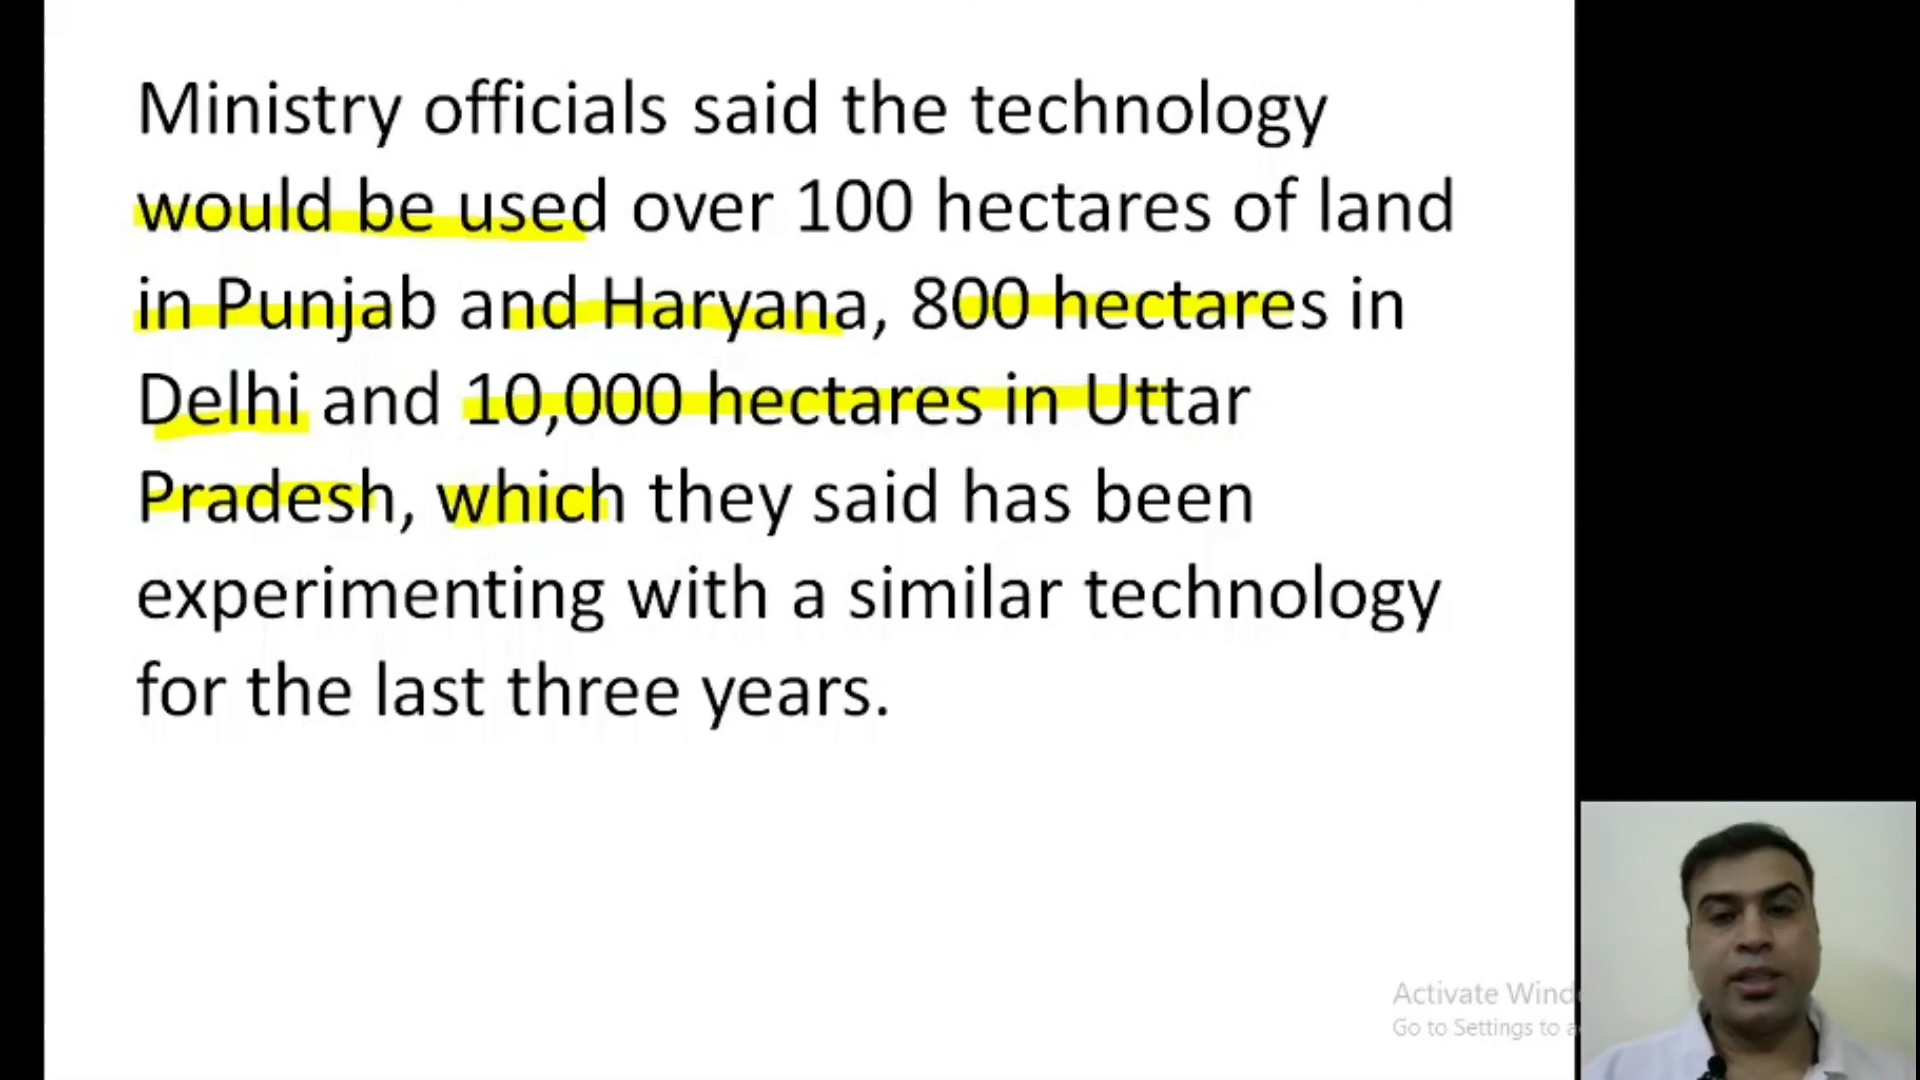 Ministry officials said the technology
would be used over 100 hectares of land
in Punjab and Haryana, 800 hectares in
Delhi and 10,000 hectares in Uttar
Pradesh, which they said has been
experimenting with a similar technology
for the last three years.
Activate Wind
Go to Settings to a